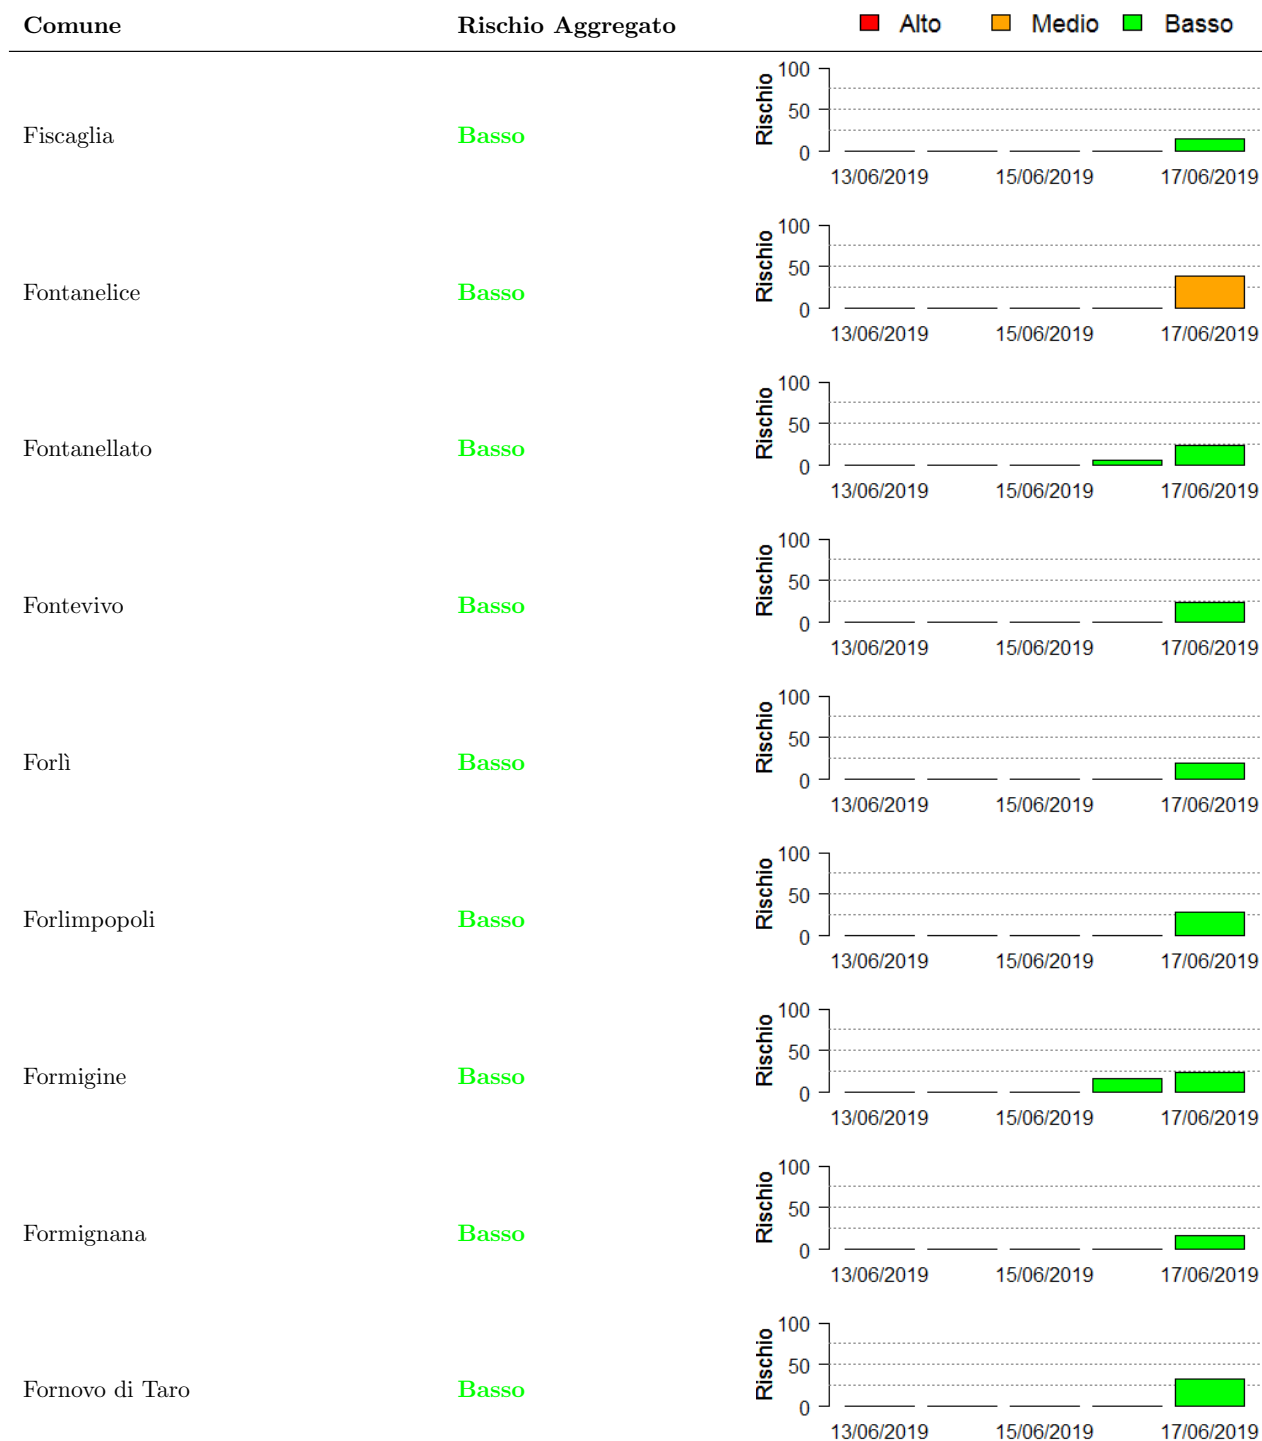 Comune Rischio Aggregato Alto Medio Basso
Fiscaglia Basso
Rischio
100
50
0
13/06/2019 15/06/2019 17/06/2019
Fontanelice Basso
Rischio
100
50
0
13/06/2019 15/06/2019 17/06/2019
Fontanellato Basso
Rischio
100
50
0
13/06/2019 15/06/2019 17/06/2019
Fontevivo Basso
Rischio
100
50
0
13/06/2019 15/06/2019 17/06/2019
Forlì Basso
Rischio
100
50
0
13/06/2019 15/06/2019 17/06/2019
Forlimpopoli Basso
Rischio
100
50
0
13/06/2019 15/06/2019 17/06/2019
Formigine Basso
Rischio
100
50
0
13/06/2019 15/06/2019 17/06/2019
Formignana Basso
Rischio
100
50
0
13/06/2019 15/06/2019 17/06/2019
Fornovo di Taro Basso
Rischio
100
50
0
13/06/2019 15/06/2019 17/06/2019